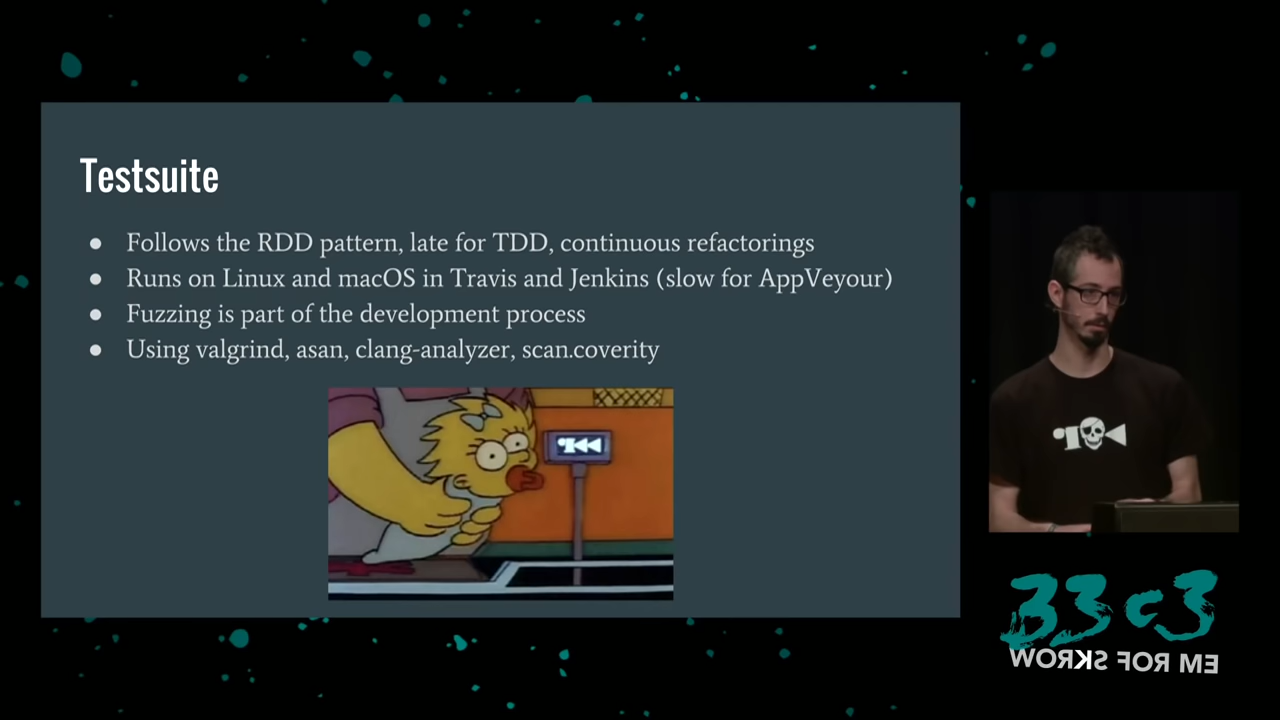 Testsuite
● Follows the RDD pattern, late for TDD, continuous refactorings
● Runs on Linux and macOS in Travis and Jenkins (slow for AppVeyour)
● Fuzzing is part of the development process
● Using valgrind, asan, clang-analyzer, scan.coverity
33c3
WORKS FOR ME